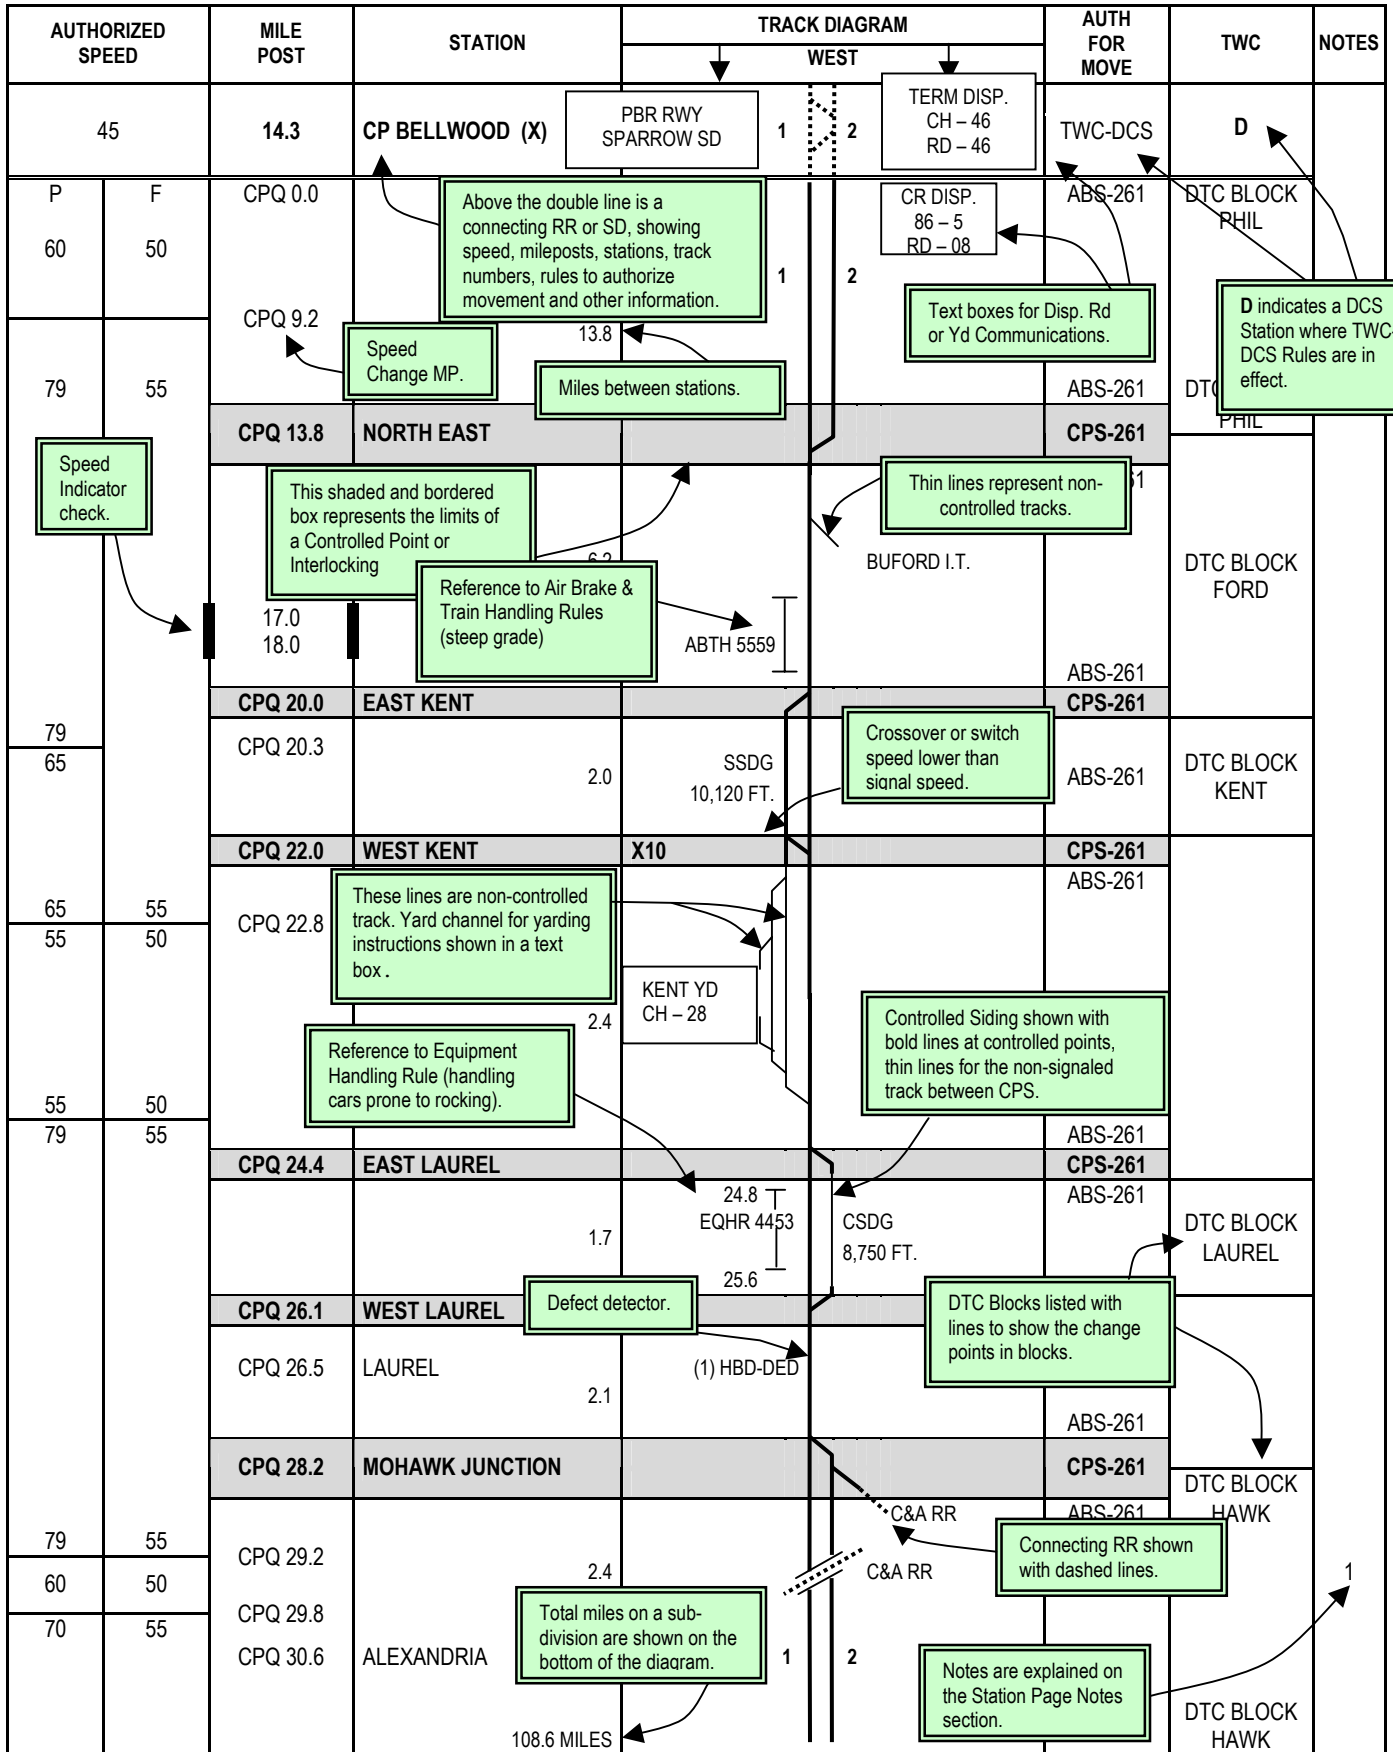 AUTHORIZED SPEED
MILE POST
STATION
TRACK DIAGRAM
WEST
AUTH FOR MOVE
TWC
NOTES
45
14.3
CP BELLWOOD (X)
PBR RWY
SPARROW SD
1
2
TERM DISP.
CH – 46
RD – 46
TWC-DCS
D
P
F
CPQ 0.0
ABS-261
DTC BLOCK
PHIL
60
50
Above the double line is a
connecting RR or SD, showing
speed, mileposts, stations, track
numbers, rules to authorize
movement and other information.
CR DISP.
86 – 5
RD – 08
1
2
Text boxes for Disp. Rd
or Yd Communications.
D indicates a DCS
Station where TWC-
DCS Rules are in
effect.
CPQ 9.2
13.8
Speed
Change MP.
Miles between stations.
79
55
ABS-261
PHIL
CPQ 13.8
NORTH EAST
CPS-261
Speed
Indicator
check.
This shaded and bordered
box represents the limits of
a Controlled Point or
Interlocking
Thin lines represent non-
controlled tracks.
BUFORD I.T.
DTC BLOCK
FORD
6.2
Reference to Air Brake &
Train Handling Rules
(steep grade)
17.0
18.0
ABTH 5559
ABS-261
CPQ 20.0
EAST KENT
CPS-261
79
65
CPQ 20.3
2.0
SSDG
10,120 FT.
Crossover or switch
speed lower than
signal speed.
ABS-261
DTC BLOCK
KENT
CPQ 22.0
WEST KENT
X10
CPS-261
ABS-261
65
55
55
50
CPQ 22.8
These lines are non-controlled
track. Yard channel for yarding
instructions shown in a text
box .
KENT YD
CH – 28
2.4
Controlled Siding shown with
bold lines at controlled points,
thin lines for the non-signaled
track between CPS.
Reference to Equipment
Handling Rule (handling
cars prone to rocking).
55
50
79
55
ABS-261
CPQ 24.4
EAST LAUREL
CPS-261
ABS-261
24.8
EQHR 4453
25.6
1.7
CSDG
8,750 FT.
DTC BLOCK
LAUREL
CPQ 26.1
WEST LAUREL
Defect detector.
DTC Blocks listed with
lines to show the change
points in blocks.
CPQ 26.5
LAUREL
(1) HBD-DED
2.1
ABS-261
CPQ 28.2
MOHAWK JUNCTION
CPS-261
DTC BLOCK
HAWK
C&A RR
ABS-261
79
55
CPQ 29.2
2.4
C&A RR
Connecting RR shown
with dashed lines.
1
60
50
CPQ 29.8
70
55
Total miles on a sub-
division are shown on the
bottom of the diagram.
CPQ 30.6
ALEXANDRIA
1
2
Notes are explained on
the Station Page Notes
section.
108.6 MILES
DTC BLOCK
HAWK